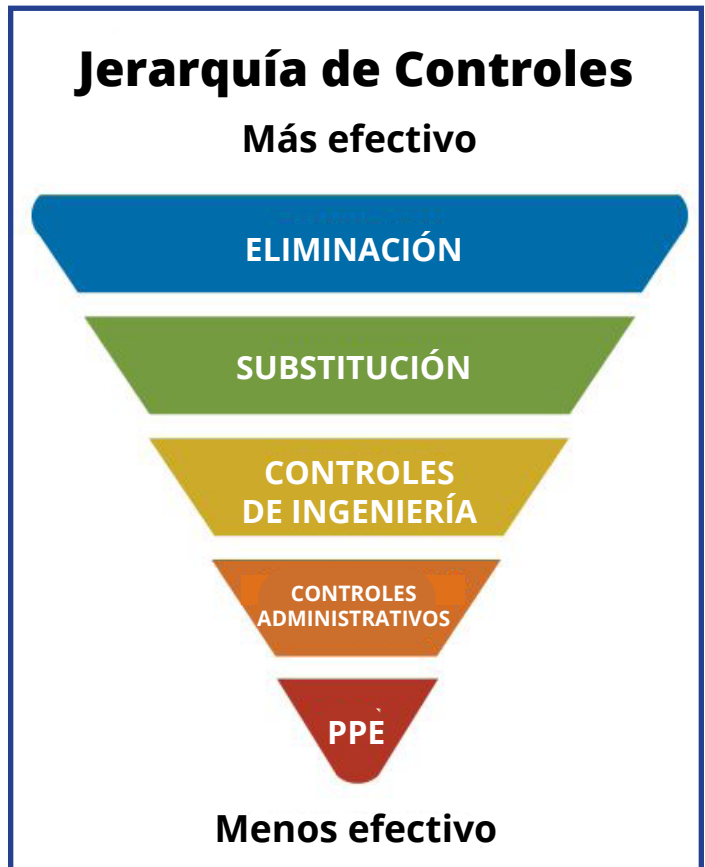 Jerarquía de Controles
Más efectivo
ELIMINACIÓN
SUBSTITUCIÓN
CONTROLES
DE INGENIERÍA
CONTROLES
ADMINISTRATIVOS
PPE
Menos efectivo